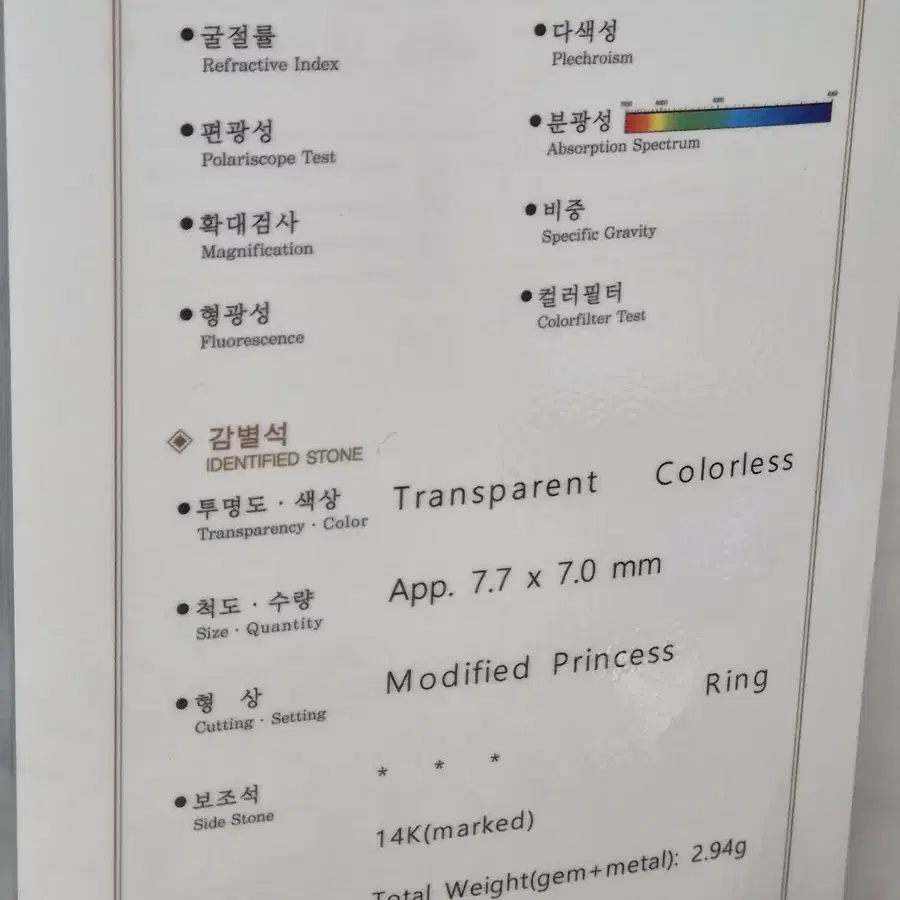 ● 굴절률
Refractive Index
● 다색성
Plechroism
● 편광성
Polariscope Test
● 분광성
Absorption Spectrum
● 확대검사
Magnification
● 비중
Specific Gravity
● 형광성
Fluorescence
● 컬러필터
Colorfilter Test
감별석
IDENTIFIED STONE
● 투명도 · 색상 Transparent Colorless
Transparency · Color
● 척도 · 수량 App. 7.7 x 7.0 mm
Size · Quantity
● 형 상 Modified Princess
Cutting · Setting Ring
● 보조석 * * *
Side Stone
14K(marked)
Total Weight(gem+metal): 2.94g